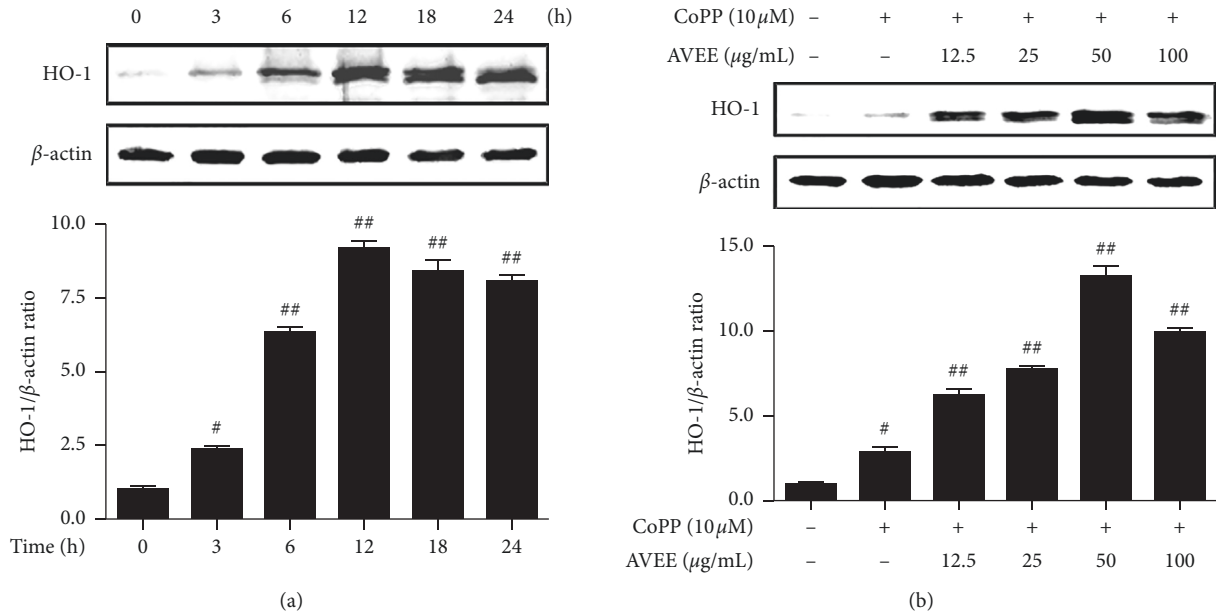 0 3 6 12 18 24 (h)
HO-1
β-actin
10.0
7.5
5.0
2.5
0.0
HO-1/β-actin ratio
# ## ## ## ##
Time (h) 0 3 6 12 18 24
(a)
CoPP (10 μM) – + + + + +
AVEE (μg/mL) – – 12.5 25 50 100
HO-1
β-actin
15.0
10.0
5.0
0.0
HO-1/β-actin ratio
# ## ## ## ##
CoPP (10 μM) – + + + + +
AVEE (μg/mL) – – 12.5 25 50 100
(b)